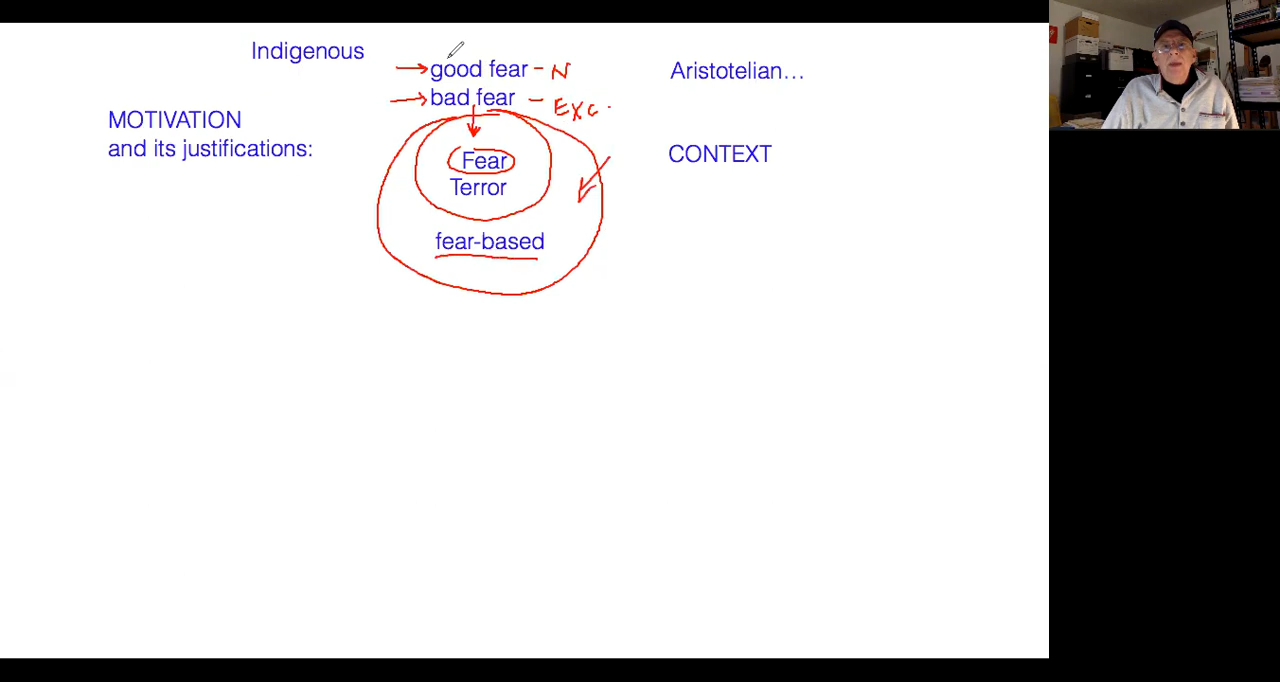 Indigenous
good fear – N
bad fear – Exc.
Aristotelian…
MOTIVATION
and its justifications:
Fear
Terror
CONTEXT
fear-based